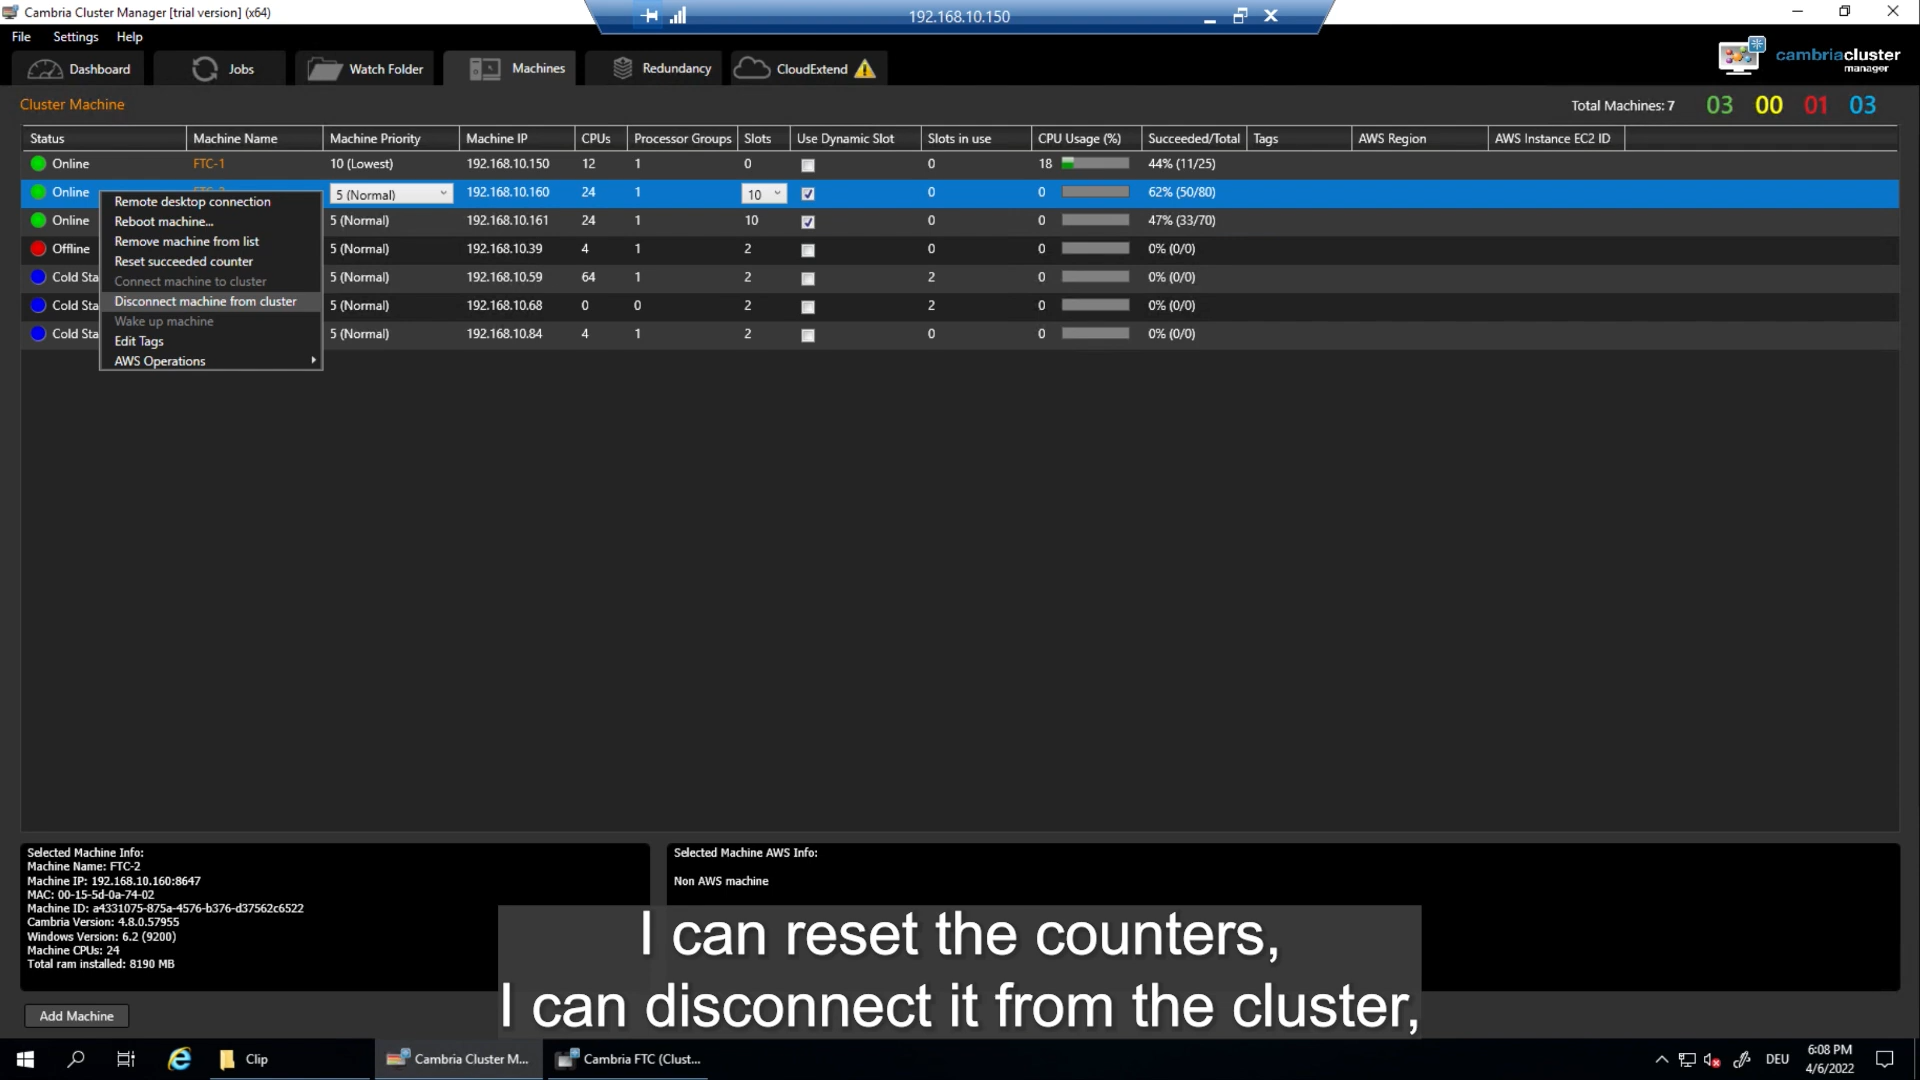 Cambria Cluster Manager [trial version] (x64)
192.168.10.150
File Settings Help
Dashboard Jobs Watch Folder Machines Redundancy CloudExtend
cambriacluster
manager
Cluster Machine
Total Machines: 7 03 00 01 03
Status Machine Name Machine Priority Machine IP CPUs Processor Groups Slots Use Dynamic Slot Slots in use CPU Usage (%) Succeeded/Total Tags AWS Region AWS Instance EC2 ID
Online FTC-1 10 (Lowest) 192.168.10.150 12 1 0 0 18 44% (11/25)
Online 5 (Normal) 192.168.10.160 24 1 10 0 0 62% (50/80)
Online 5 (Normal) 192.168.10.161 24 1 10 0 0 47% (33/70)
Offline 5 (Normal) 192.168.10.39 4 1 2 0 0 0% (0/0)
Cold Sta 5 (Normal) 192.168.10.59 64 1 2 2 0 0% (0/0)
Cold Sta 5 (Normal) 192.168.10.68 0 0 2 2 0 0% (0/0)
Cold Sta 5 (Normal) 192.168.10.84 4 1 2 0 0 0% (0/0)
Remote desktop connection
Reboot machine...
Remove machine from list
Reset succeeded counter
Connect machine to cluster
Disconnect machine from cluster
Wake up machine
Edit Tags
AWS Operations
Selected Machine Info:
Machine Name: FTC-2
Machine IP: 192.168.10.160:8647
MAC: 00-15-5d-0a-74-02
Machine ID: a4331075-875a-4576-b376-d37562c6522
Cambria Version: 4.8.0.57955
Windows Version: 6.2 (9200)
Machine CPUs: 24
Total ram installed: 8190 MB
Selected Machine AWS Info:
Non AWS machine
I can reset the counters,
I can disconnect it from the cluster,
Add Machine
Clip Cambria Cluster M... Cambria FTC (Clust...
DEU
6:08 PM
4/6/2022